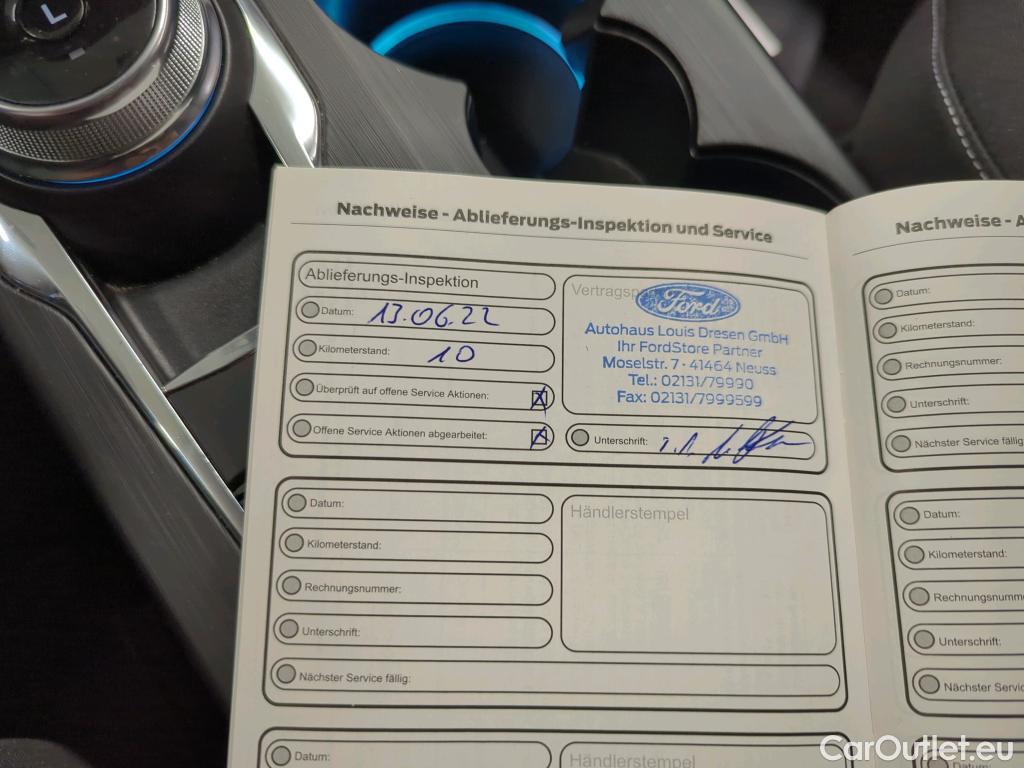 L
Nachweise - Ablieferungs-Inspektion und Service
Ablieferungs-Inspektion
Datum: 13.06.22
Kilometerstand: 10
Überprüft auf offene Service Aktionen: X
Offene Service Aktionen abgearbeitet: X
Ford
Autohaus Louis Dresen GmbH
Ihr FordStore Partner
Moselstr. 7 - 41464 Neuss
Tel.: 02131/79990
Fax: 02131/7999599
Unterschrift:
Datum:
Kilometerstand:
Rechnungsnummer:
Unterschrift:
Nächster Service fällig:
Händlerstempel
Datum:
Händlerstempel
Nachweise -
Datum:
Kilometerstand:
Rechnungsnummer:
Unterschrift:
Nächster Service fällig
Datum:
Kilometerstand:
Rechnungsnumme
Unterschrift:
Nächster Service
Datum:
CarOutlet.eu